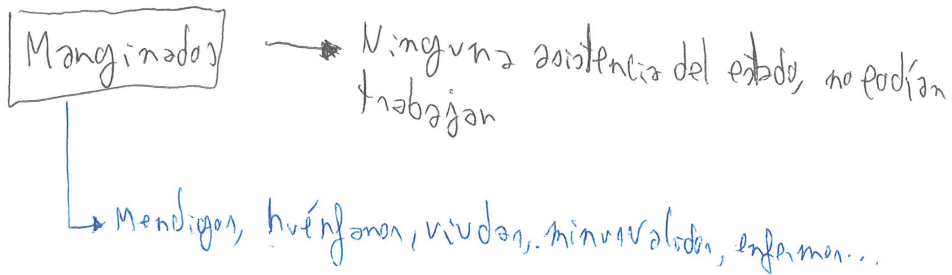 Marginados → Ninguna asistencia del estado, no podían
trabajar
→ Mendigos, huérfanos, viudas, minusvalidos, enfermos...